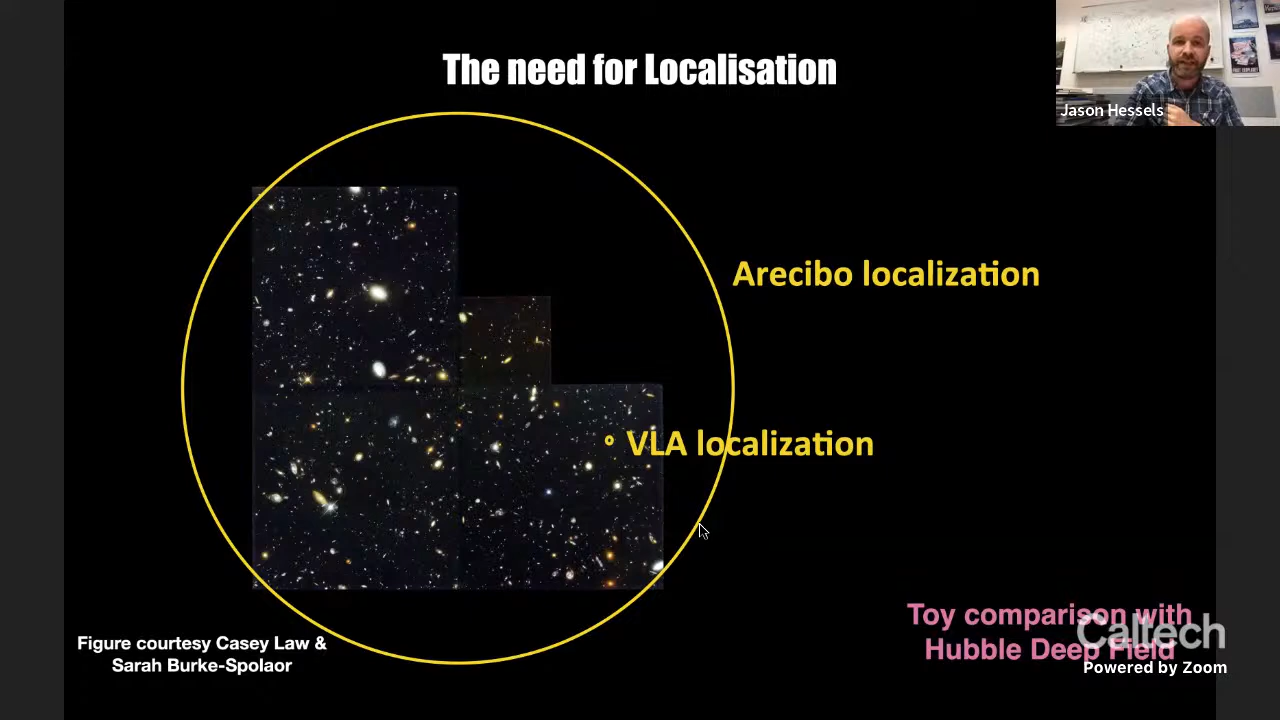 The need for Localisation
Jason Hessels
Arecibo localization
VLA localization
Figure courtesy Casey Law &
Sarah Burke-Spolaor
Toy comparison with
Hubble Deep Field
Caltech
Powered by Zoom